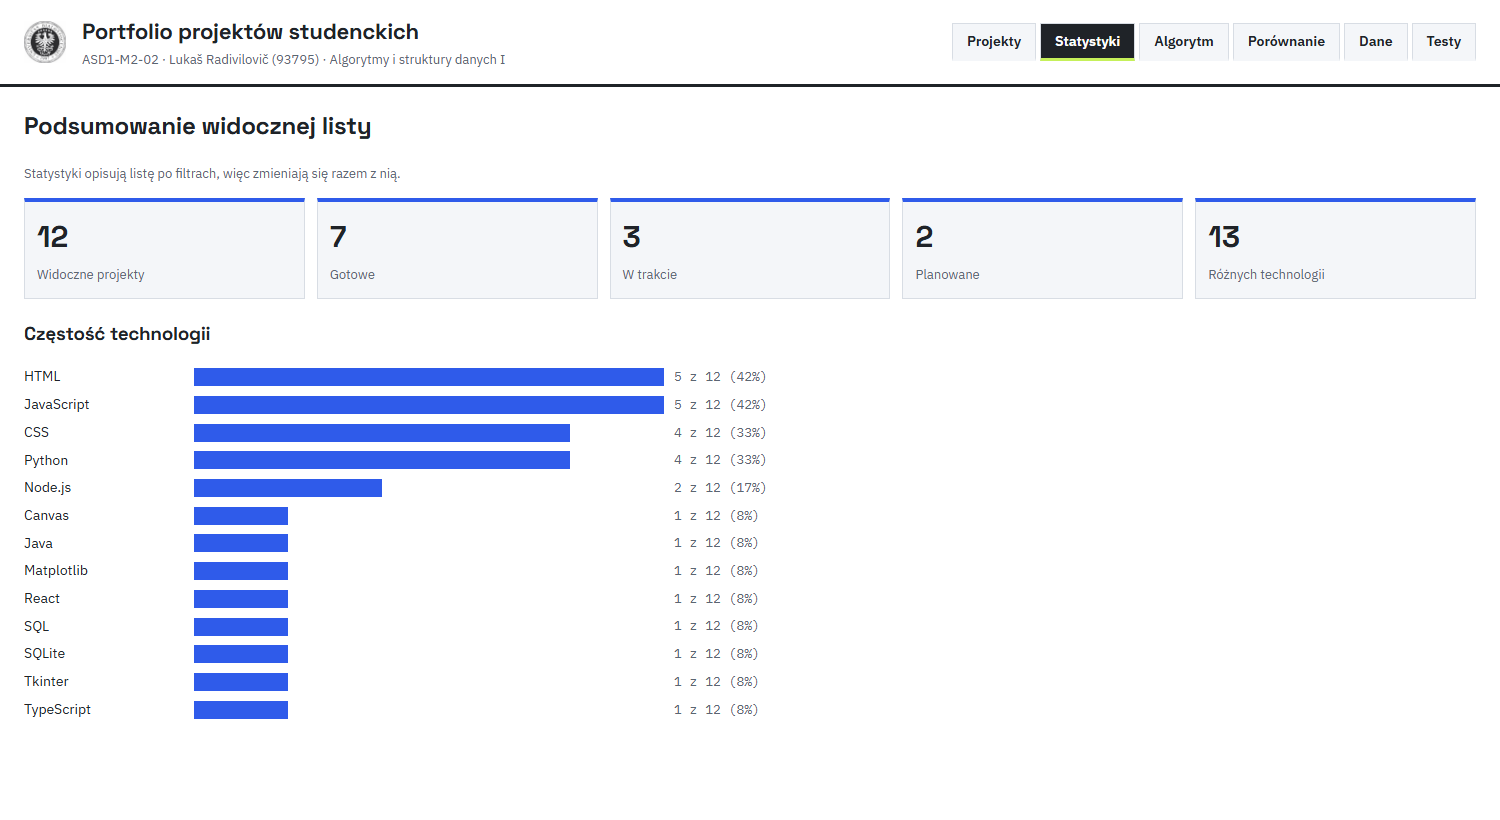 Portfolio projektów studenckich
ASD1-M2-02 · Lukaš Radivilovič (93795) · Algorytmy i struktury danych I
Projekty
Statystyki
Algorytm
Porównanie
Dane
Testy
Podsumowanie widocznej listy
Statystyki opisują listę po filtrach, więc zmieniają się razem z nią.
12
Widoczne projekty
7
Gotowe
3
W trakcie
2
Planowane
13
Różnych technologii
Częstość technologii
HTML 5 z 12 (42%)
JavaScript 5 z 12 (42%)
CSS 4 z 12 (33%)
Python 4 z 12 (33%)
Node.js 2 z 12 (17%)
Canvas 1 z 12 (8%)
Java 1 z 12 (8%)
Matplotlib 1 z 12 (8%)
React 1 z 12 (8%)
SQL 1 z 12 (8%)
SQLite 1 z 12 (8%)
Tkinter 1 z 12 (8%)
TypeScript 1 z 12 (8%)